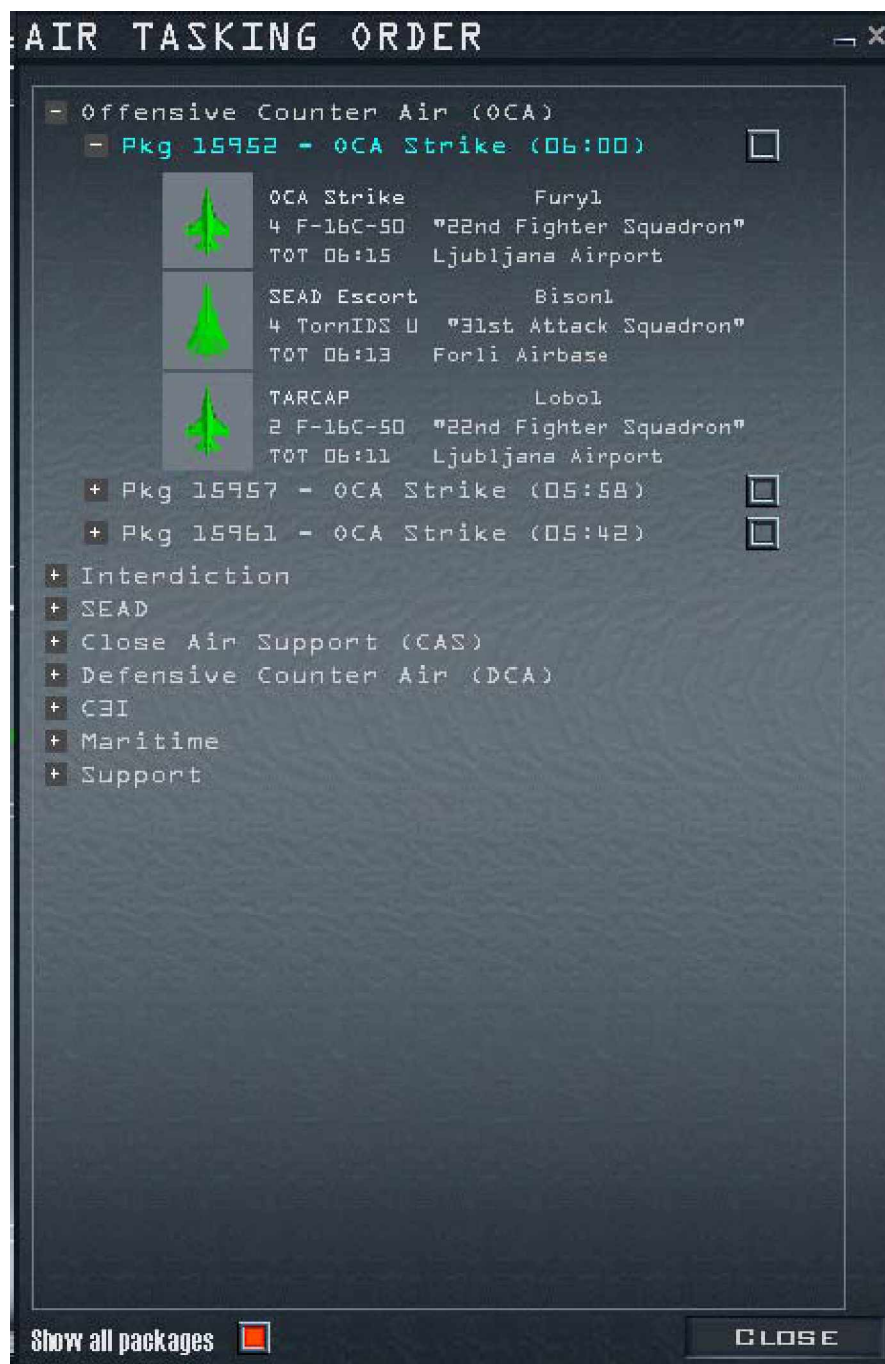 AIR TASKING ORDER
Offensive Counter Air (OCA)
Pkg 15952 - OCA Strike (06:00)
OCA Strike Fury1
4 F-16C-50 "22nd Fighter Squadron"
TOT 06:15 Ljubljana Airport
SEAD Escort Bison1
4 TornIDS U "31st Attack Squadron"
TOT 06:13 Forli Airbase
TARCAP Lobo1
2 F-16C-50 "22nd Fighter Squadron"
TOT 06:11 Ljubljana Airport
Pkg 15957 - OCA Strike (05:58)
Pkg 15961 - OCA Strike (05:42)
Interdiction
SEAD
Close Air Support (CAS)
Defensive Counter Air (DCA)
C3I
Maritime
Support
Show all packages CLOSE